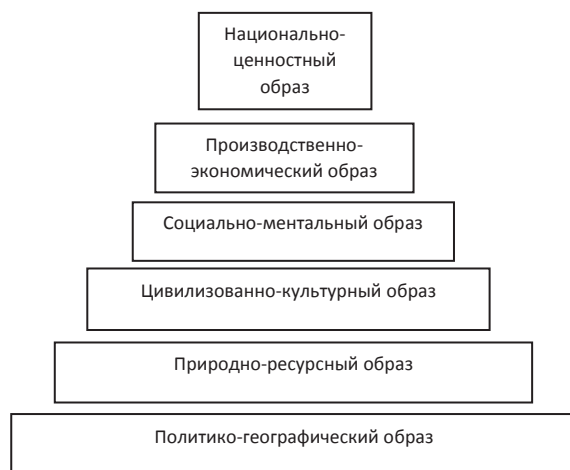 Национально-
ценностный
образ
Производственно-
экономический образ
Социально-ментальный образ
Цивилизованно-культурный образ
Природно-ресурсный образ
Политико-географический образ